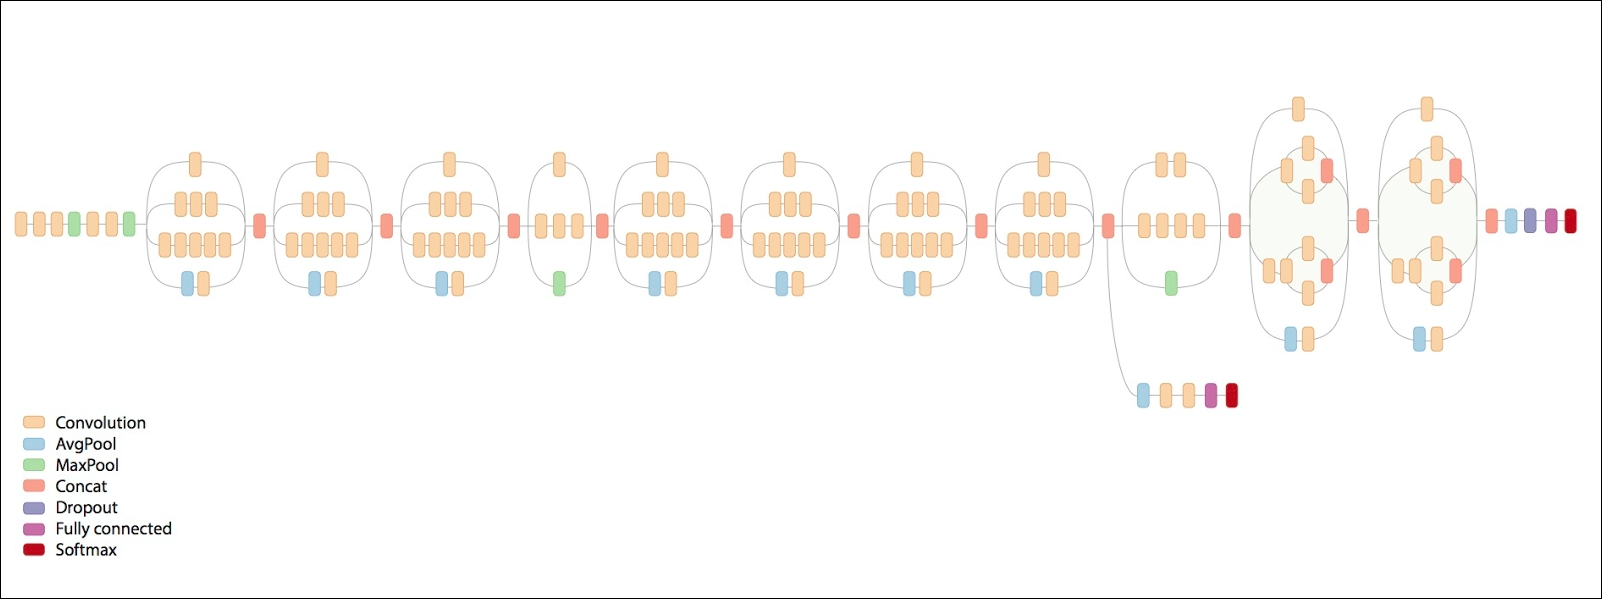 Convolution
AvgPool
MaxPool
Concat
Dropout
Fully connected
Softmax